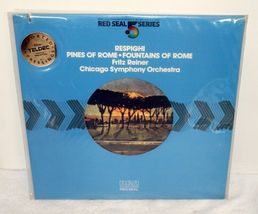 RED SEAL .5 SERIES
TELDEC
RESPIGHI
PINES OF ROME • FOUNTAINS OF ROME
Fritz Reiner
Chicago Symphony Orchestra
RCA